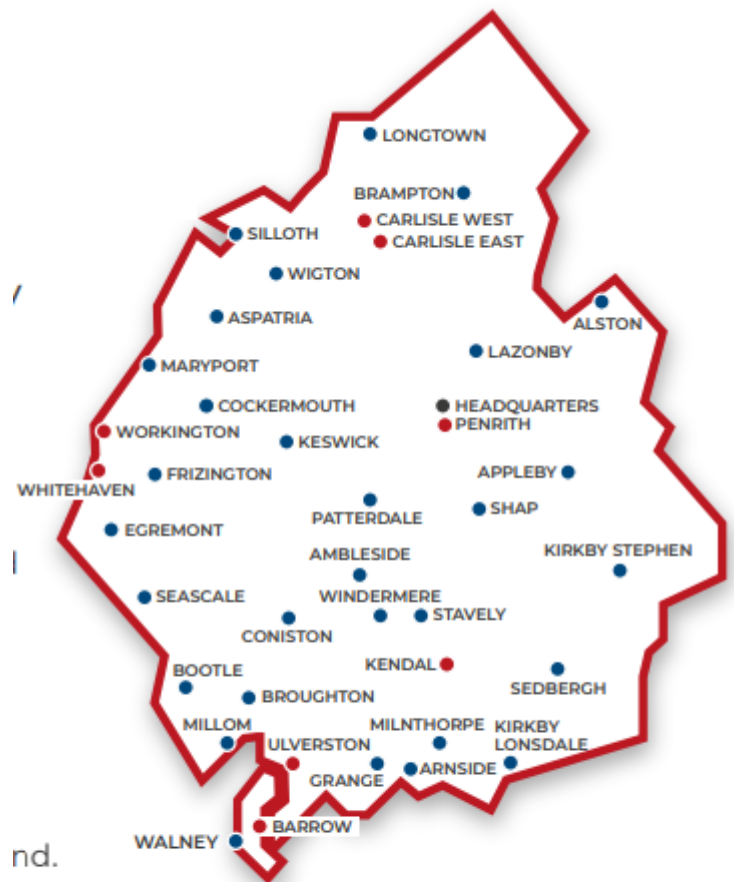 LONGTOWN
BRAMPTON
CARLISLE WEST
CARLISLE EAST
SILLOTH
WIGTON
ALSTON
ASPATRIA
LAZONBY
MARYPORT
COCKERMOUTH
HEADQUARTERS
PENRITH
WORKINGTON
KESWICK
FRIZINGTON
APPLEBY
WHITEHAVEN
PATTERDALE
SHAP
EGREMONT
AMBLESIDE
KIRKBY STEPHEN
SEASCALE
WINDERMERE
STAVELY
CONISTON
KENDAL
BOOTLE
SEDBERGH
BROUGHTON
MILLOM
MILNTHORPE
KIRKBY
LONSDALE
ULVERSTON
GRANGE
ARNSIDE
BARROW
WALNEY
nd.